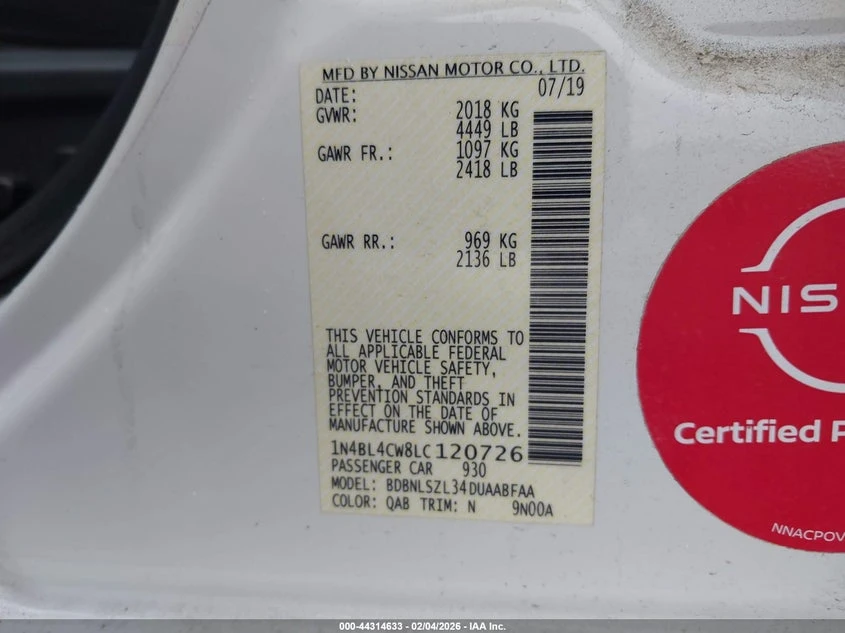 MFD BY NISSAN MOTOR CO., LTD.
DATE: 07/19
GVWR: 2018 KG
4449 LB
GAWR FR.: 1097 KG
2418 LB
GAWR RR.: 969 KG
2136 LB
THIS VEHICLE CONFORMS TO
ALL APPLICABLE FEDERAL
MOTOR VEHICLE SAFETY,
BUMPER, AND THEFT
PREVENTION STANDARDS IN
EFFECT ON THE DATE OF
MANUFACTURE SHOWN ABOVE.
1N4BL4CW8LC120726
PASSENGER CAR 930
MODEL: BDBNLSZL34DUAABFAA
COLOR: QAB TRIM: N 9N00A
NIS
Certified P
NNACPOV
000-44314633 - 02/04/2026 - IAA Inc.